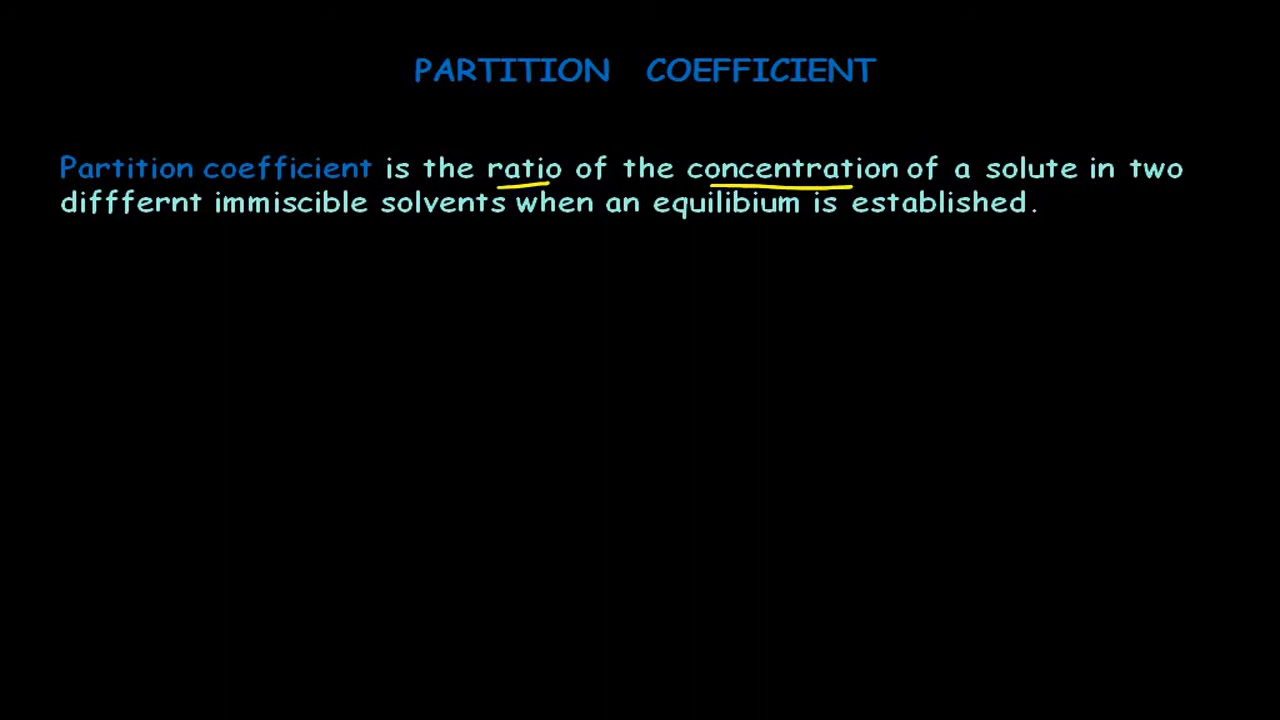 PARTITION COEFFICIENT
Partition coefficient is the ratio of the concentration of a solute in two
difffernt immiscible solvents when an equilibium is established.